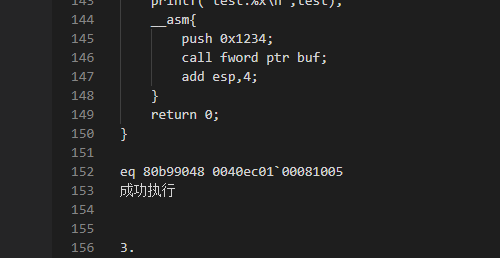 143 printf("test:%x\n",test);
144 __asm{
145 push 0x1234;
146 call fword ptr buf;
147 add esp,4;
148 }
149 return 0;
150 }
151
152 eq 80b99048 0040ec01`00081005
153 成功执行
154
155
156 3.